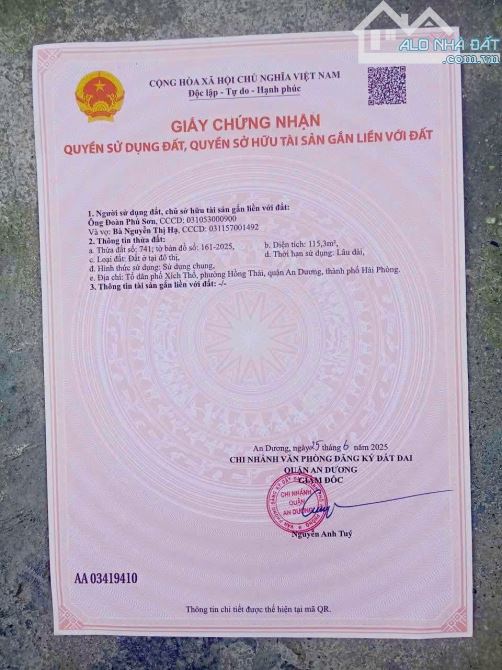 ALO NHÀ ĐẤT
.com.vn
CỘNG HÒA XÃ HỘI CHỦ NGHĨA VIỆT NAM
Độc lập - Tự do - Hạnh phúc
GIẤY CHỨNG NHẬN
QUYỀN SỬ DỤNG ĐẤT, QUYỀN SỞ HỮU TÀI SẢN GẮN LIỀN VỚI ĐẤT
1. Người sử dụng đất, chủ sở hữu tài sản gắn liền với đất:
Ông Đoàn Phú Sơn, CCCD: 031053000900
Và vợ: Bà Nguyễn Thị Hạ, CCCD: 031157001492
2. Thông tin thửa đất:
a. Thửa đất số: 741; tờ bản đồ số: 161-2025, b. Diện tích: 115,3m²,
c. Loại đất: Đất ở tại đô thị, d. Thời hạn sử dụng: Lâu dài,
đ. Hình thức sử dụng: Sử dụng chung,
e. Địa chỉ: Tổ dân phố Xích Thổ, phường Hồng Thái, quận An Dương, thành phố Hải Phòng.
3. Thông tin tài sản gắn liền với đất: -/-
An Dương, ngày 25 tháng 6 năm 2025
CHI NHÁNH VĂN PHÒNG ĐĂNG KÝ ĐẤT ĐAI
QUẬN AN DƯƠNG
GIÁM ĐỐC
CHI NHÁNH
QUẬN
AN DƯƠNG
Nguyễn Anh Tuý
AA 03419410
Thông tin chi tiết được thể hiện tại mã QR.